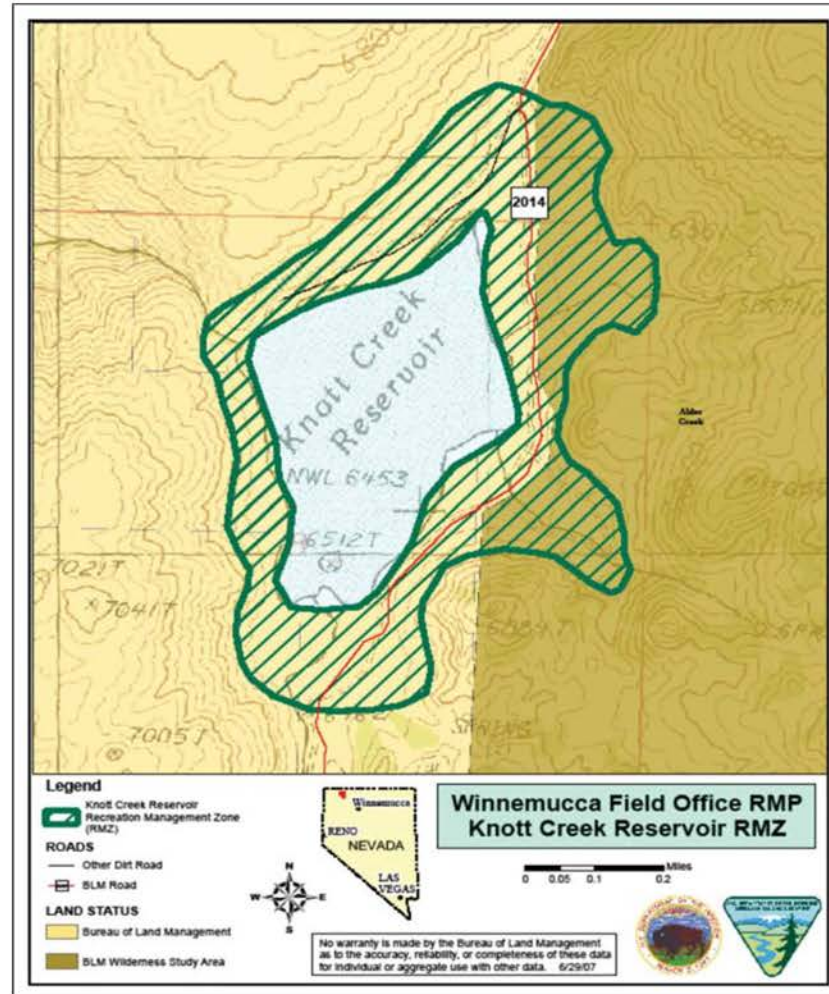 6200
2014
6361
SPRING
Knott Creek
Reservoir
Alder
Creek
NWL 6453
6512T
7021T
7041T
7005T
SPRING
Legend
Knott Creek Reservoir
Recreation Management Zone
(RMZ)
ROADS
Other Dirt Road
BLM Road
LAND STATUS
Bureau of Land Management
BLM Wilderness Study Area
Winnemucca
RENO
NEVADA
LAS
VEGAS
N
W
E
S
Winnemucca Field Office RMP
Knott Creek Reservoir RMZ
Miles
0 0.05 0.1 0.2
No warranty is made by the Bureau of Land Management
as to the accuracy, reliability, or completeness of these data
for individual or aggregate use with other data. 6/29/07